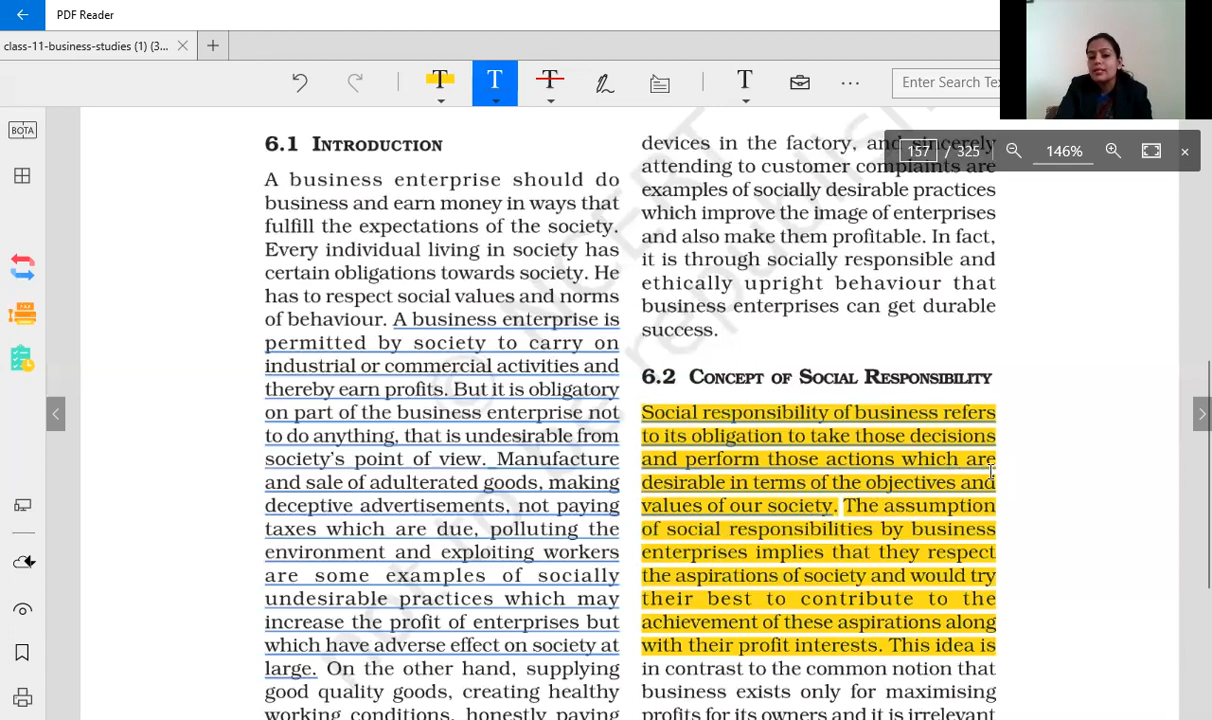 PDF Reader
class-11-business-studies (1) (3...
Enter Search Te
BOTA
157 / 325
146%
6.1 INTRODUCTION
A business enterprise should do
business and earn money in ways that
fulfill the expectations of the society.
Every individual living in society has
certain obligations towards society. He
has to respect social values and norms
of behaviour. A business enterprise is
permitted by society to carry on
industrial or commercial activities and
thereby earn profits. But it is obligatory
on part of the business enterprise not
to do anything, that is undesirable from
society's point of view. Manufacture
and sale of adulterated goods, making
deceptive advertisements, not paying
taxes which are due, polluting the
environment and exploiting workers
are some examples of socially
undesirable practices which may
increase the profit of enterprises but
which have adverse effect on society at
large. On the other hand, supplying
good quality goods, creating healthy
working conditions, honestly paying
devices in the factory, and sincerely
attending to customer complaints are
examples of socially desirable practices
which improve the image of enterprises
and also make them profitable. In fact,
it is through socially responsible and
ethically upright behaviour that
business enterprises can get durable
success.
6.2 CONCEPT OF SOCIAL RESPONSIBILITY
Social responsibility of business refers
to its obligation to take those decisions
and perform those actions which are
desirable in terms of the objectives and
values of our society. The assumption
of social responsibilities by business
enterprises implies that they respect
the aspirations of society and would try
their best to contribute to the
achievement of these aspirations along
with their profit interests. This idea is
in contrast to the common notion that
business exists only for maximising
profits for its owners and it is irrelevant
© NCERT
not to be republish